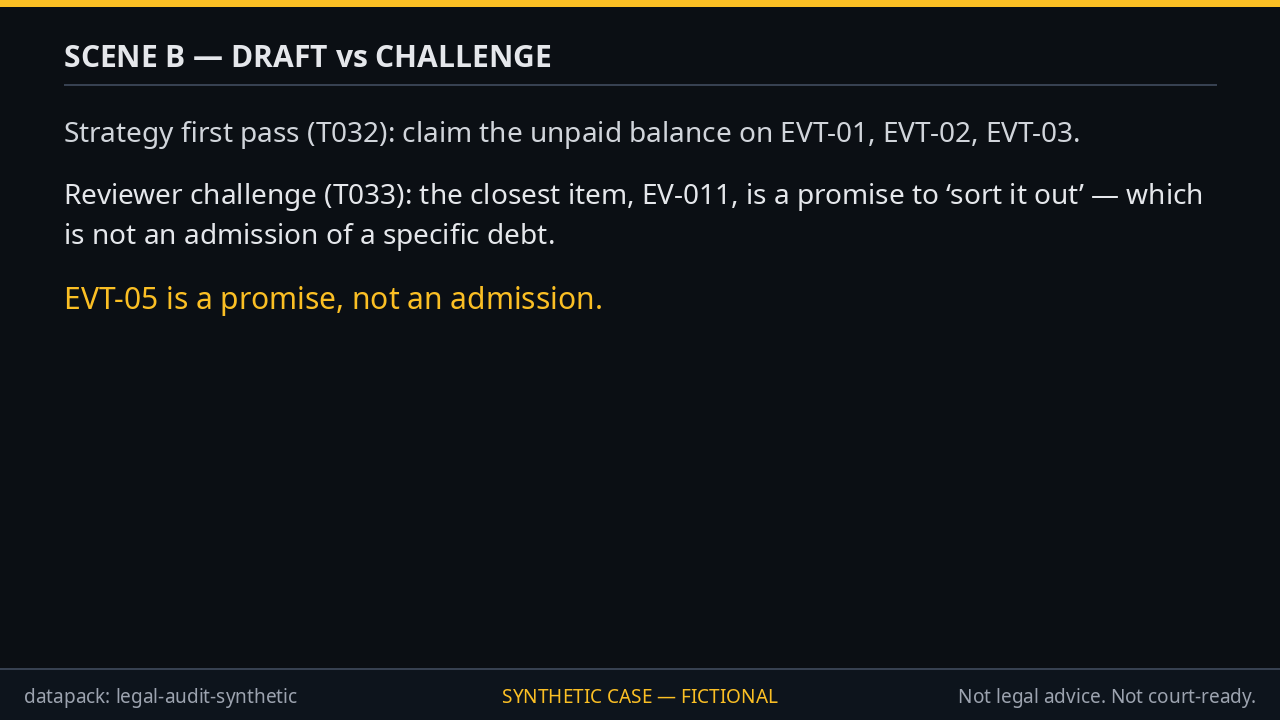 SCENE B — DRAFT vs CHALLENGE
Strategy first pass (T032): claim the unpaid balance on EVT-01, EVT-02, EVT-03.
Reviewer challenge (T033): the closest item, EV-011, is a promise to ‘sort it out’ — which
is not an admission of a specific debt.
EVT-05 is a promise, not an admission.
datapack: legal-audit-synthetic
SYNTHETIC CASE — FICTIONAL
Not legal advice. Not court-ready.